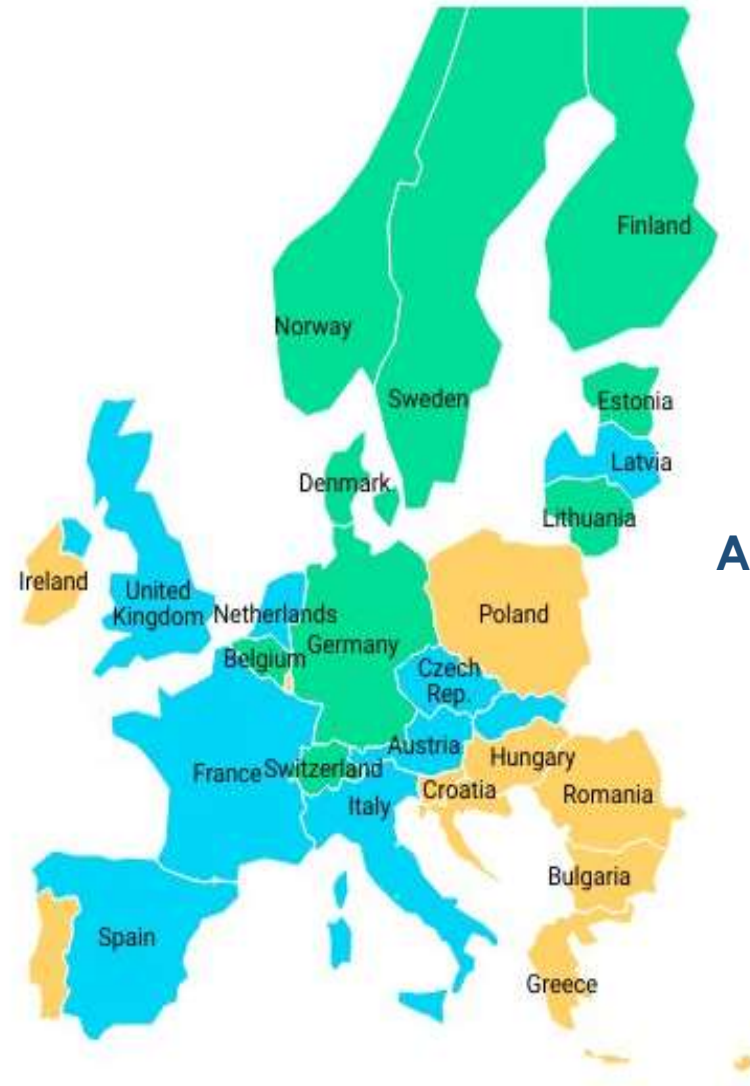 Finland
Norway
Sweden
Estonia
Latvia
Denmark
Lithuania
A
Ireland
United
Kingdom
Netherlands
Poland
Germany
Belgium
Czech
Rep.
Austria
Hungary
France
Switzerland
Croatia
Romania
Italy
Bulgaria
Spain
Greece